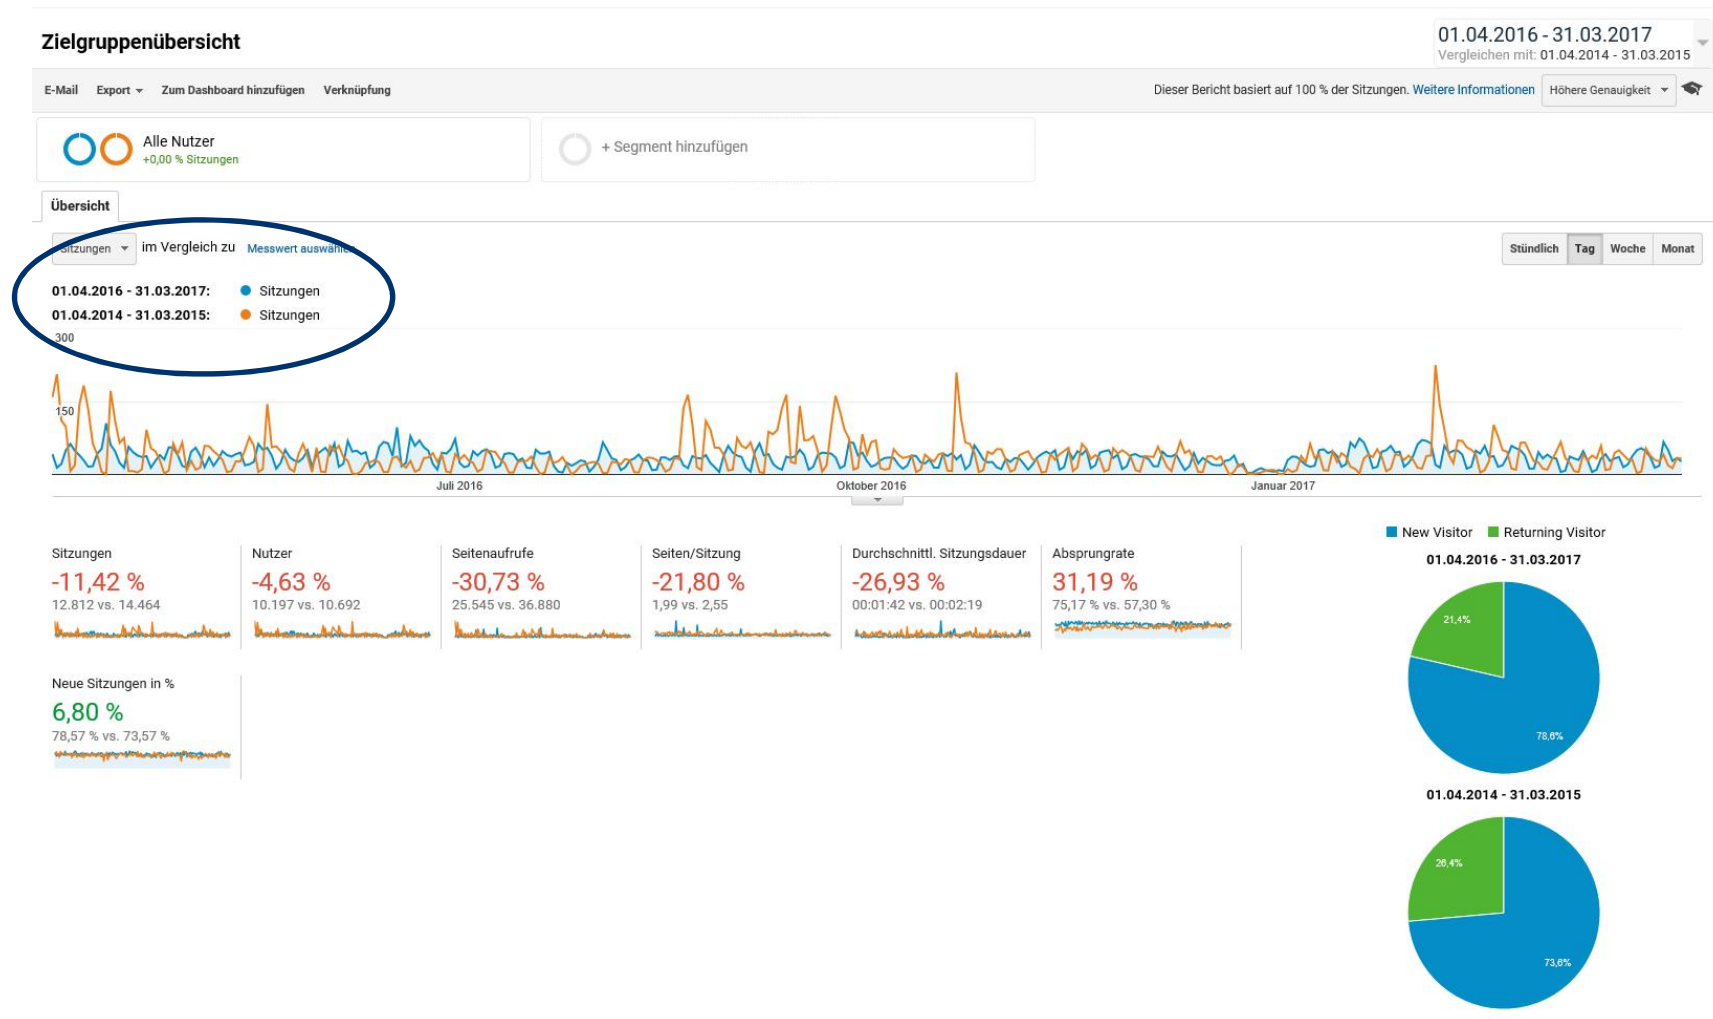 Zielgruppenübersicht
01.04.2016 - 31.03.2017
Vergleichen mit: 01.04.2014 - 31.03.2015
E-Mail Export Zum Dashboard hinzufügen Verknüpfung
Dieser Bericht basiert auf 100 % der Sitzungen. Weitere Informationen Höhere Genauigkeit
Alle Nutzer
+0,00 % Sitzungen
+ Segment hinzufügen
Übersicht
Sitzungen im Vergleich zu Messwert auswählen
Stündlich Tag Woche Monat
01.04.2016 - 31.03.2017: Sitzungen
01.04.2014 - 31.03.2015: Sitzungen
300
150
Juli 2016 Oktober 2016 Januar 2017
New Visitor Returning Visitor
01.04.2016 - 31.03.2017
21,4%
78,6%
01.04.2014 - 31.03.2015
26,4%
73,6%
Sitzungen
-11,42 %
12.812 vs. 14.464
Nutzer
-4,63 %
10.197 vs. 10.692
Seitenaufrufe
-30,73 %
25.545 vs. 36.880
Seiten/Sitzung
-21,80 %
1,99 vs. 2,55
Durchschnittl. Sitzungsdauer
-26,93 %
00:01:42 vs. 00:02:19
Absprungrate
31,19 %
75,17 % vs. 57,30 %
Neue Sitzungen in %
6,80 %
78,57 % vs. 73,57 %